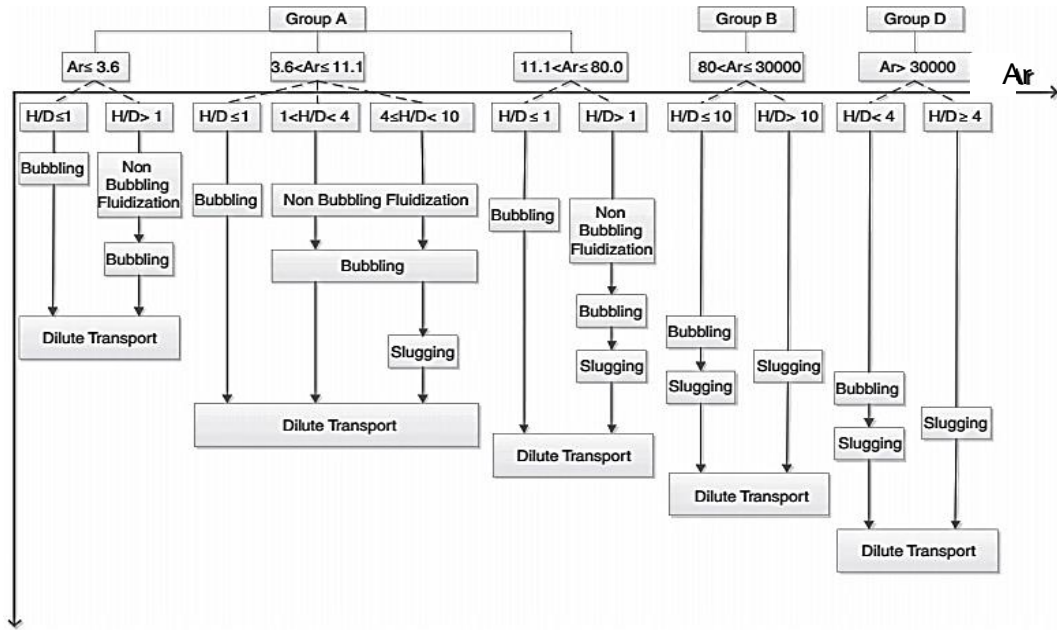 Group A
Group B
Group D
Ar≤ 3.6
3.6<Ar≤ 11.1
11.1<Ar≤ 80.0
80<Ar≤ 30000
Ar> 30000
Ar
H/D ≤1
H/D> 1
H/D ≤1
1<H/D< 4
4≤H/D< 10
H/D ≤ 1
H/D> 1
H/D ≤ 10
H/D> 10
H/D< 4
H/D ≥ 4
Bubbling
Non
Bubbling
Fluidization
Bubbling
Dilute Transport
Bubbling
Non Bubbling Fluidization
Bubbling
Slugging
Dilute Transport
Bubbling
Non
Bubbling
Fluidization
Bubbling
Slugging
Dilute Transport
Bubbling
Slugging
Slugging
Dilute Transport
Bubbling
Slugging
Slugging
Dilute Transport